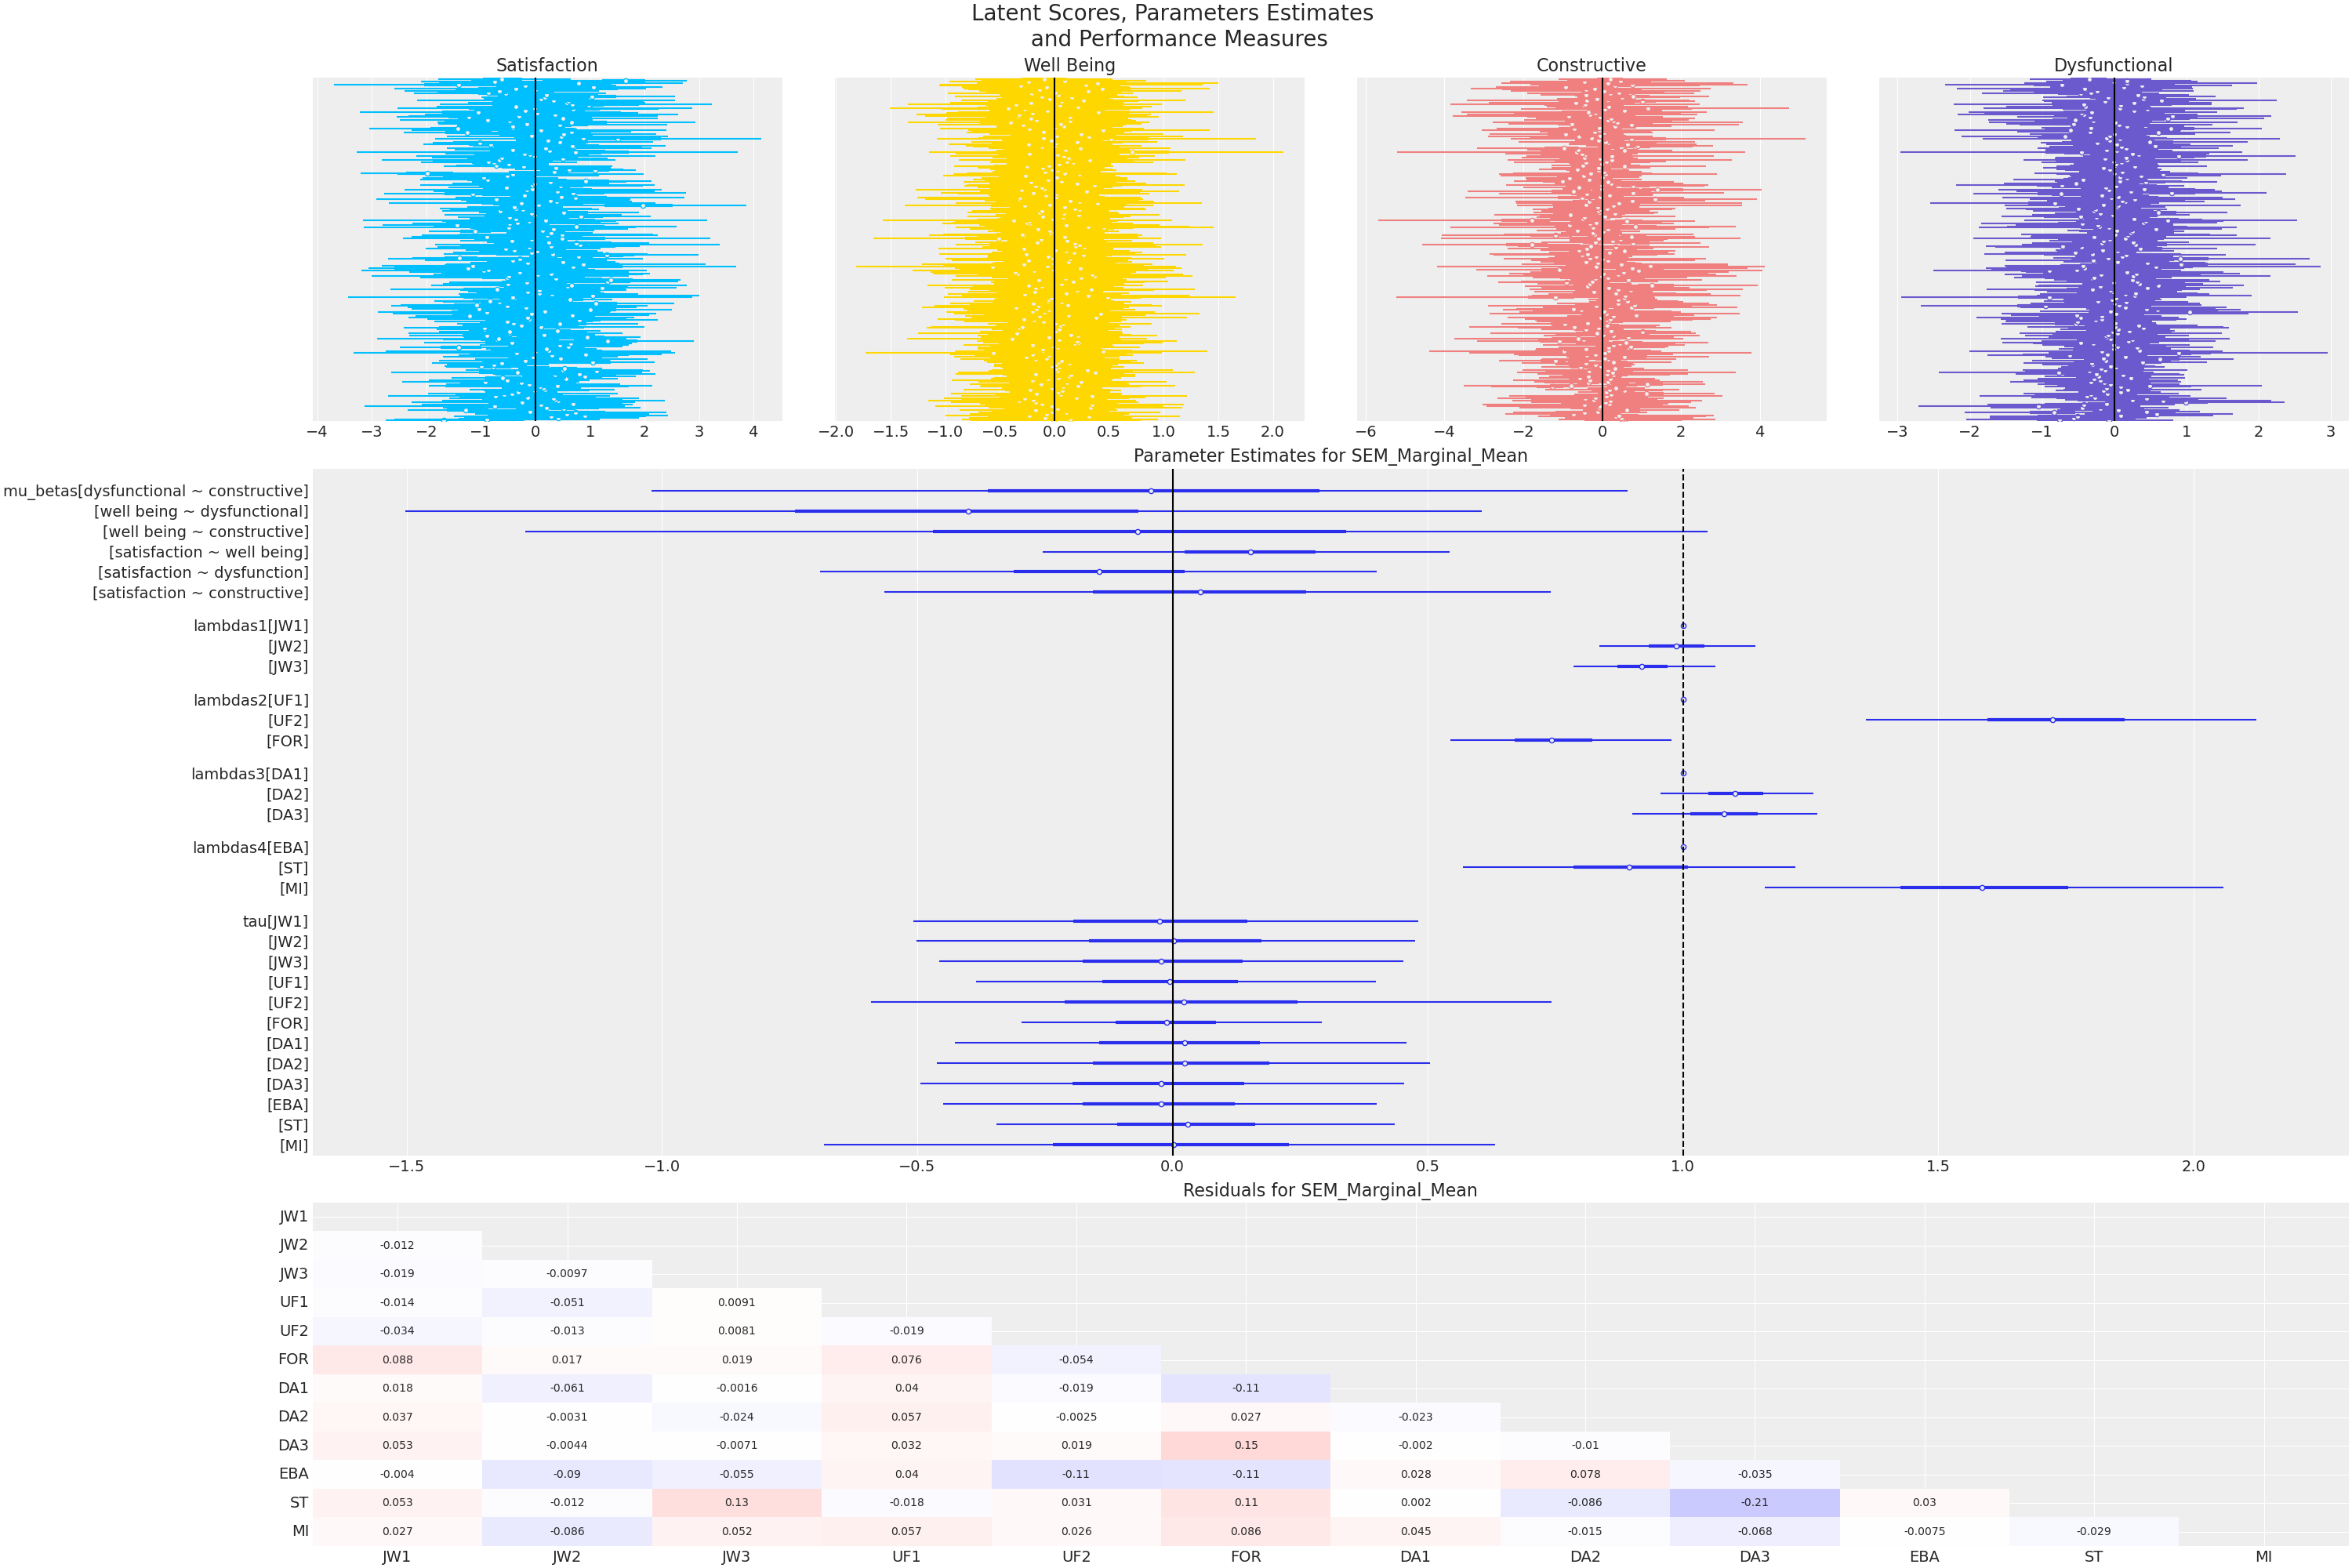 Latent Scores, Parameters Estimates
and Performance Measures
Satisfaction Well Being Constructive Dysfunctional
−4 −3 −2 −1 0 1 2 3 4 −2.0 −1.5 −1.0 −0.5 0.0 0.5 1.0 1.5 2.0 −6 −4 −2 0 2 4 −3 −2 −1 0 1 2 3
Parameter Estimates for SEM_Marginal_Mean
mu_betas[dysfunctional ~ constructive]
[well being ~ dysfunctional]
[well being ~ constructive]
[satisfaction ~ well being]
[satisfaction ~ dysfunction]
[satisfaction ~ constructive]
lambdas1[JW1]
[JW2]
[JW3]
lambdas2[UF1]
[UF2]
[FOR]
lambdas3[DA1]
[DA2]
[DA3]
lambdas4[EBA]
[ST]
[MI]
tau[JW1]
[JW2]
[JW3]
[UF1]
[UF2]
[FOR]
[DA1]
[DA2]
[DA3]
[EBA]
[ST]
[MI]
−1.5 −1.0 −0.5 0.0 0.5 1.0 1.5 2.0
Residuals for SEM_Marginal_Mean
JW1
JW2 -0.012
JW3 -0.019 -0.0097
UF1 -0.014 -0.051 0.0091
UF2 -0.034 -0.013 0.0081 -0.019
FOR 0.088 0.017 0.019 0.076 -0.054
DA1 0.018 -0.061 -0.0016 0.04 -0.019 -0.11
DA2 0.037 -0.0031 -0.024 0.057 -0.0025 0.027 -0.023
DA3 0.053 -0.0044 -0.0071 0.032 0.019 0.15 -0.002 -0.01
EBA -0.004 -0.09 -0.055 0.04 -0.11 -0.11 0.028 0.078 -0.035
ST 0.053 -0.012 0.13 -0.018 0.031 0.11 0.002 -0.086 -0.21 0.03
MI 0.027 -0.086 0.052 0.057 0.026 0.086 0.045 -0.015 -0.068 -0.0075 -0.029
JW1 JW2 JW3 UF1 UF2 FOR DA1 DA2 DA3 EBA ST MI